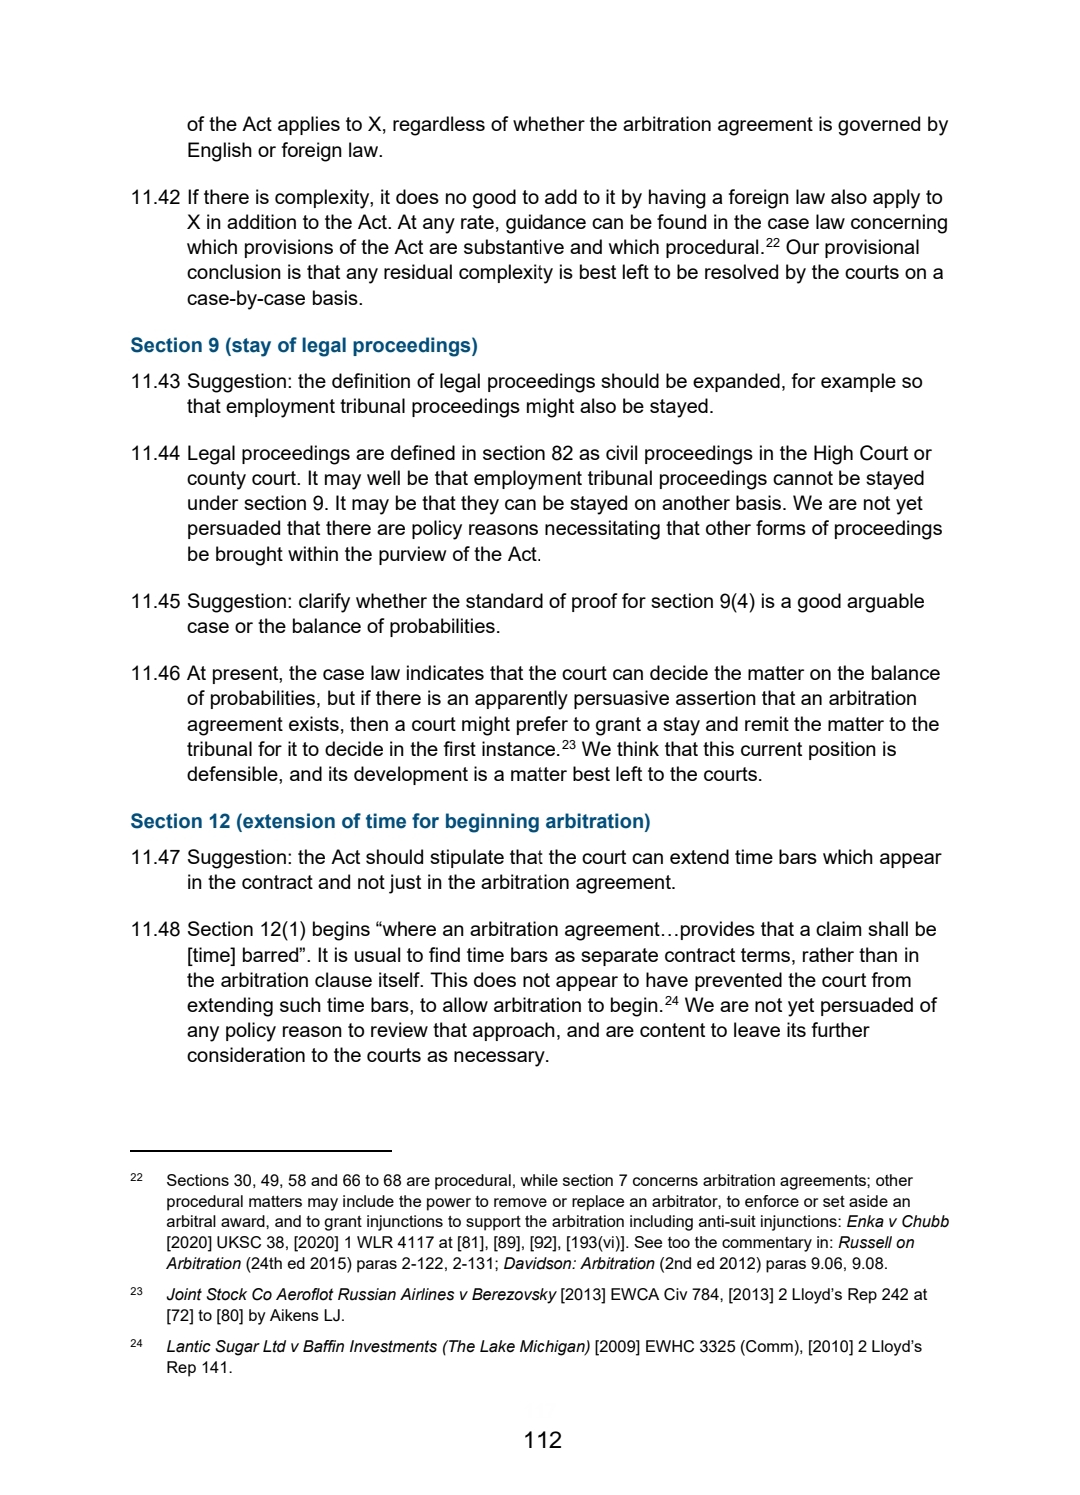 of the Act applies to X, regardless of whether the arbitration agreement is governed by
English or foreign law.
11.42 If there is complexity, it does no good to add to it by having a foreign law also apply to
X in addition to the Act. At any rate, guidance can be found in the case law concerning
which provisions of the Act are substantive and which procedural.22 Our provisional
conclusion is that any residual complexity is best left to be resolved by the courts on a
case-by-case basis.
Section 9 (stay of legal proceedings)
11.43 Suggestion: the definition of legal proceedings should be expanded, for example so
that employment tribunal proceedings might also be stayed.
11.44 Legal proceedings are defined in section 82 as civil proceedings in the High Court or
county court. It may well be that employment tribunal proceedings cannot be stayed
under section 9. It may be that they can be stayed on another basis. We are not yet
persuaded that there are policy reasons necessitating that other forms of proceedings
be brought within the purview of the Act.
11.45 Suggestion: clarify whether the standard of proof for section 9(4) is a good arguable
case or the balance of probabilities.
11.46 At present, the case law indicates that the court can decide the matter on the balance
of probabilities, but if there is an apparently persuasive assertion that an arbitration
agreement exists, then a court might prefer to grant a stay and remit the matter to the
tribunal for it to decide in the first instance.23 We think that this current position is
defensible, and its development is a matter best left to the courts.
Section 12 (extension of time for beginning arbitration)
11.47 Suggestion: the Act should stipulate that the court can extend time bars which appear
in the contract and not just in the arbitration agreement.
11.48 Section 12(1) begins “where an arbitration agreement…provides that a claim shall be
[time] barred”. It is usual to find time bars as separate contract terms, rather than in
the arbitration clause itself. This does not appear to have prevented the court from
extending such time bars, to allow arbitration to begin.24 We are not yet persuaded of
any policy reason to review that approach, and are content to leave its further
consideration to the courts as necessary.
22 Sections 30, 49, 58 and 66 to 68 are procedural, while section 7 concerns arbitration agreements; other
procedural matters may include the power to remove or replace an arbitrator, to enforce or set aside an
arbitral award, and to grant injunctions to support the arbitration including anti-suit injunctions: Enka v Chubb
[2020] UKSC 38, [2020] 1 WLR 4117 at [81], [89], [92], [193(vi)]. See too the commentary in: Russell on
Arbitration (24th ed 2015) paras 2-122, 2-131; Davidson: Arbitration (2nd ed 2012) paras 9.06, 9.08.
23 Joint Stock Co Aeroflot Russian Airlines v Berezovsky [2013] EWCA Civ 784, [2013] 2 Lloyd’s Rep 242 at
[72] to [80] by Aikens LJ.
24 Lantic Sugar Ltd v Baffin Investments (The Lake Michigan) [2009] EWHC 3325 (Comm), [2010] 2 Lloyd’s
Rep 141.
112